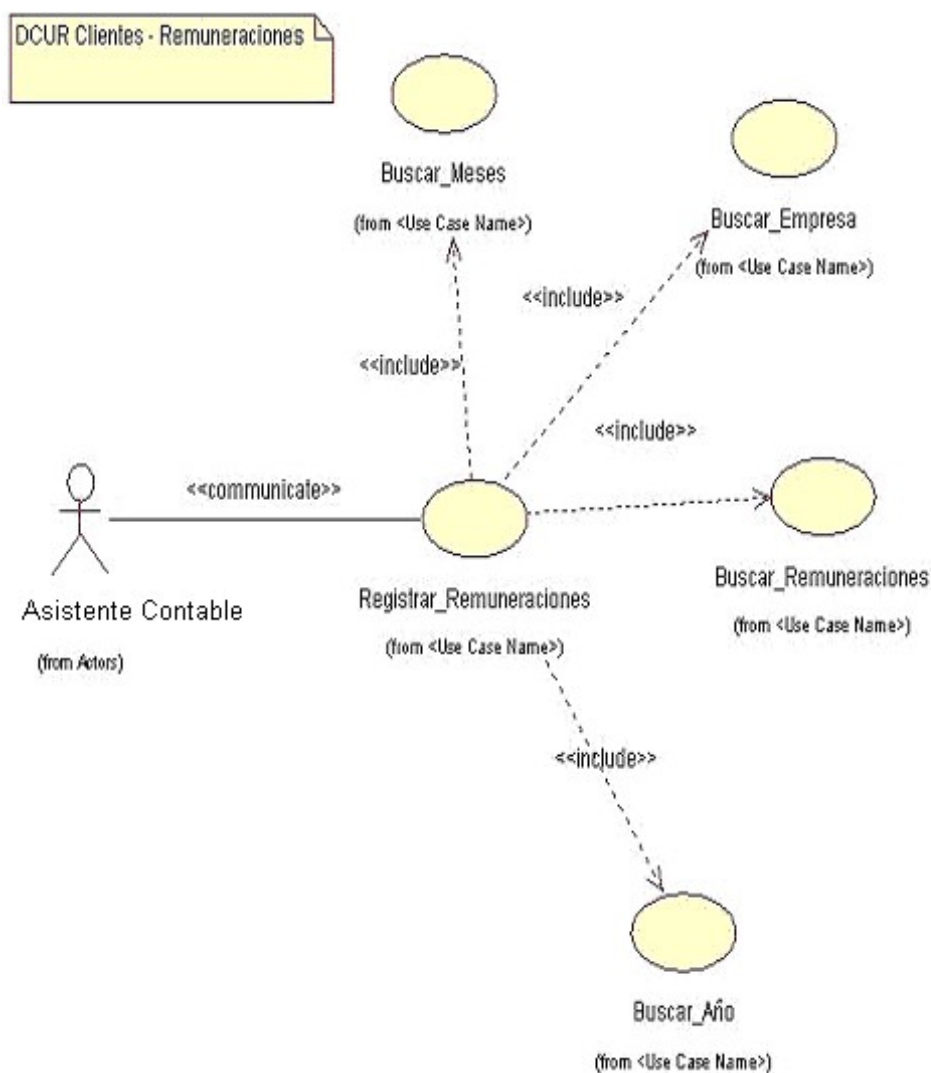 DCUR Clientes - Remuneraciones
Buscar_Meses
(from <Use Case Name>)
Buscar_Empresa
(from <Use Case Name>)
<<include>>
<<include>>
<<include>>
<<communicate>>
Asistente Contable
(from Actors)
Registrar_Remuneraciones
(from <Use Case Name>)
Buscar_Remuneraciones
(from <Use Case Name>)
<<include>>
Buscar_Año
(from <Use Case Name>)